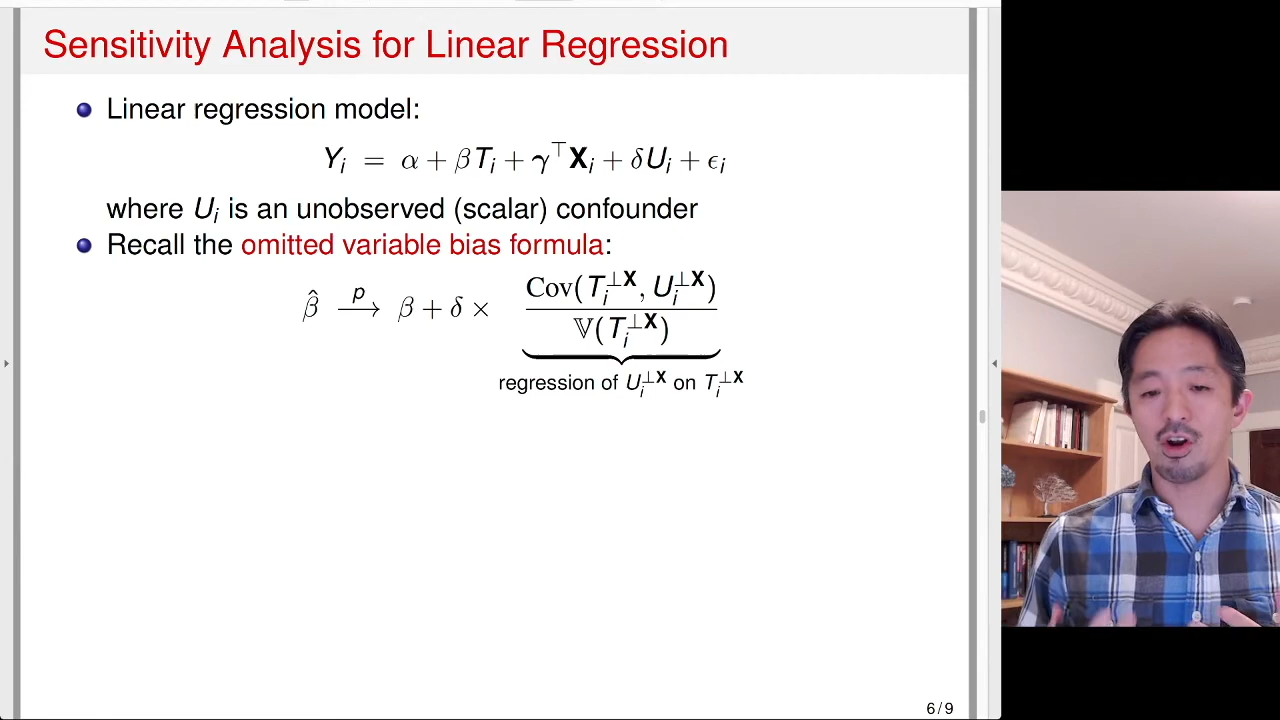 Sensitivity Analysis for Linear Regression
Linear regression model:
Y_i = α + βT_i + γ^⊤ X_i + δU_i + ϵ_i
where U_i is an unobserved (scalar) confounder
Recall the omitted variable bias formula:
β̂ →^p β + δ × Cov(T_i^{⊥X}, U_i^{⊥X}) / 𝕍(T_i^{⊥X})
regression of U_i^{⊥X} on T_i^{⊥X}
6/9